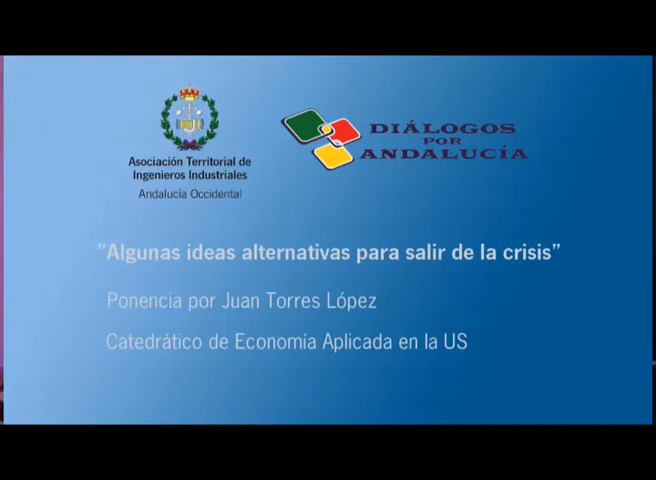 Asociación Territorial de
Ingenieros Industriales
Andalucía Occidental
DIÁLOGOS
POR
ANDALUCÍA
"Algunas ideas alternativas para salir de la crisis"
Ponencia por Juan Torres López
Catedrático de Economía Aplicada en la US